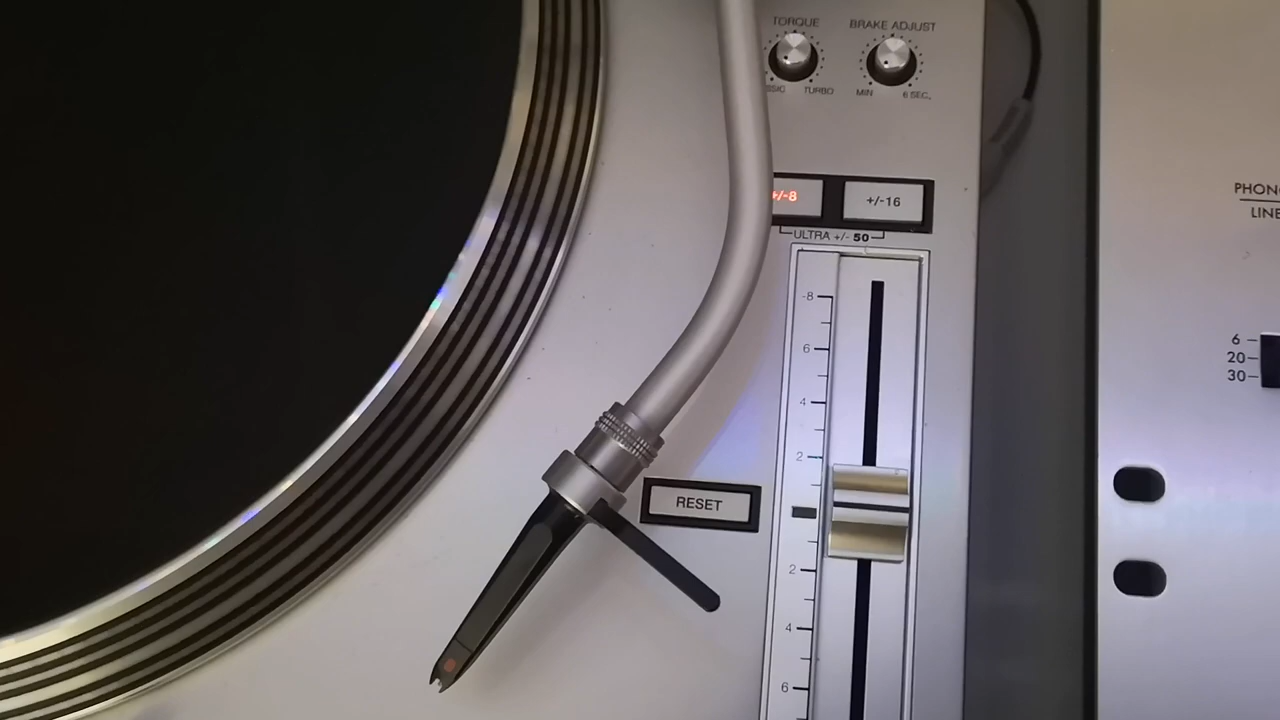 TORQUE BRAKE ADJUST
TURBO MIN 6 SEC.
+/-8 +/-16
ULTRA +/- 50
-8
6
4
2
RESET
2
4
6
LINE
6
20
30